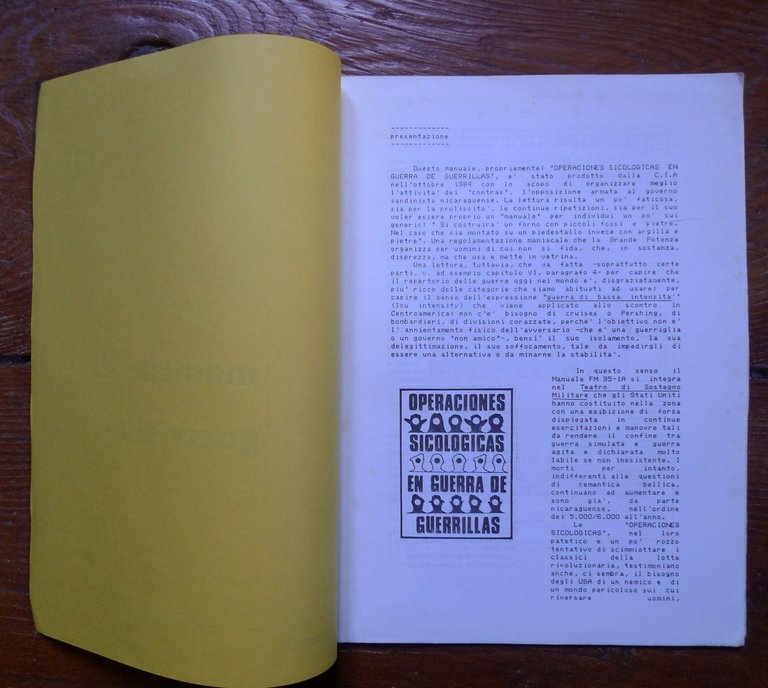 presentazione
Questo manuale, propriamente: "OPERACIONES SICOLOGICAS EN
GUERRA DE GUERRILLAS", e' stato prodotto dalla C.I.A
nell'ottobre 1984 con lo scopo di organizzare meglio
l'attivita' dei "contras", l'opposizione armata al governo
sandinista nicaraguense. La lettura risulta un po' faticosa,
sia per la prolissita', le continue ripetizioni, sia per il suo
voler essere proprio un "manuale" per individui un po' sui
generis: " Si costruira' un forno con piccoli fossi e pietre.
Nel caso che sia montato su un piedestallo invece con argilla e
pietre". Una regolamentazione maniacale che la Grande Potenza
organizza per uomini di cui non si fida, che, in sostanza,
disprezza, ma che usa e mette in vetrina.
Una lettura, tuttavia, che va fatta -soprattutto certe
parti, v. ad esempio capitolo VI, paragrafo 4- per capire che
il repertorio delle guerre oggi nel mondo e', disgraziatamente,
piu' ricco delle categorie che siamo abituati ad usare; per
capire il senso dell'espressione "guerra di bassa intensita'"
(low intensity) che viene applicato allo scontro in
Centroamerica: non c'e' bisogno di cruises o Pershing, di
bombardieri, di divisioni corazzate, perche' l'obiettivo non e'
l' annientamento fisico dell'avversario -che e' una guerriglia
o un governo "non amico"-, bensi' il suo isolamento, la sua
delegittimazione, il suo soffocamento, tale da impedirgli di
essere una alternativa o da minarne la stabilita'.
OPERACIONES
SICOLOGICAS
EN GUERRA DE
GUERRILLAS
In questo senso il
Manuale FM 95-1A si integra
nel Teatro di Sostegno
Militare che gli Stati Uniti
hanno costituito nella zona
con una esibizione di forza
dispiegata in continue
esercitazioni e manovre tali
da rendere il confine tra
guerra simulata e guerra
agita e dichiarata molto
labile se non inesistente. I
morti; per intanto,
indifferenti alle questioni
di semantica bellica,
continuano ad aumentare e
sono gia', da parte
nicaraguense, nell'ordine
dei 5.000/6.000 all'anno.
Le "OPERACIONES
SICOLOGICAS", nel loro
patetico e un po' rozzo
tentativo di scimmiottare i
classici della lotta
rivoluzionaria, testimoniano
anche, ci sembra, il bisogno
degli USA di un nemico e di
un mondo pericoloso sui cui
riversare uomini,